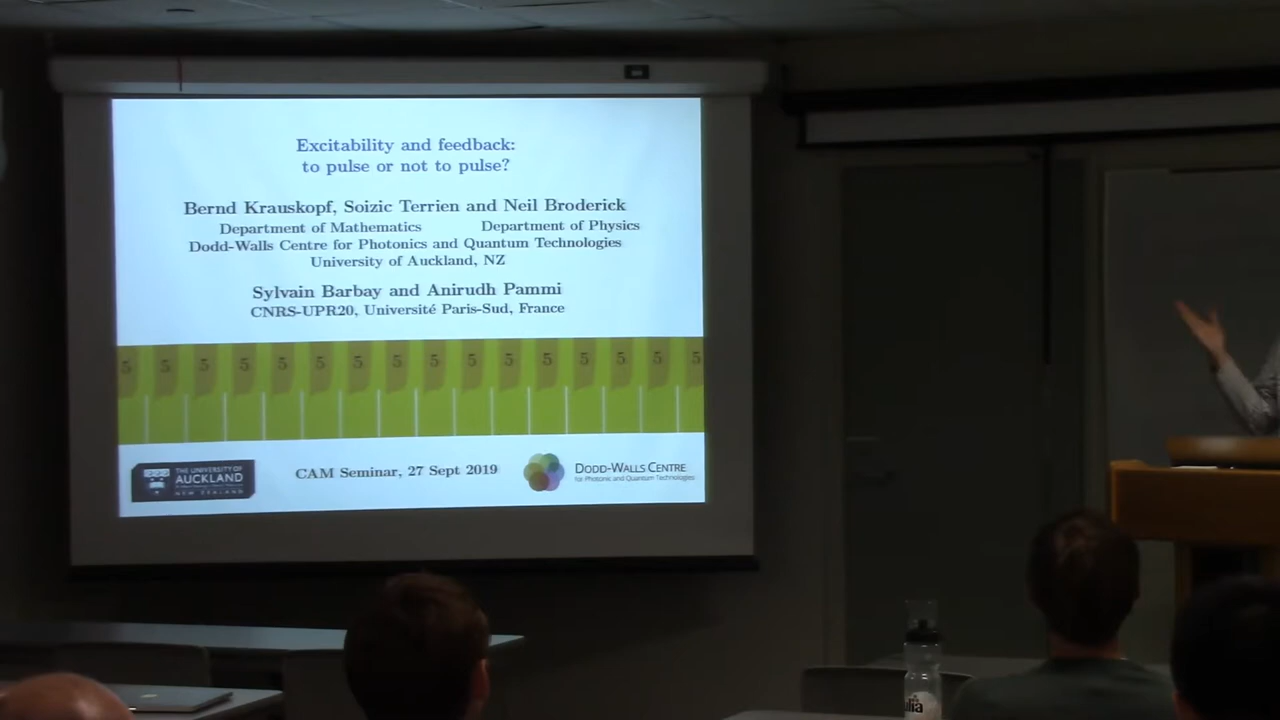 Excitability and feedback:
to pulse or not to pulse?
Bernd Krauskopf, Soizic Terrien and Neil Broderick
Department of Mathematics Department of Physics
Dodd-Walls Centre for Photonics and Quantum Technologies
University of Auckland, NZ
Sylvain Barbay and Anirudh Pammi
CNRS-UPR20, Université Paris-Sud, France
5 5 5 5 5 5 5 5 5 5 5 5 5 5 5 5
THE UNIVERSITY OF
AUCKLAND
NEW ZEALAND
CAM Seminar, 27 Sept 2019
DODD-WALLS CENTRE
for Photonic and Quantum Technologies